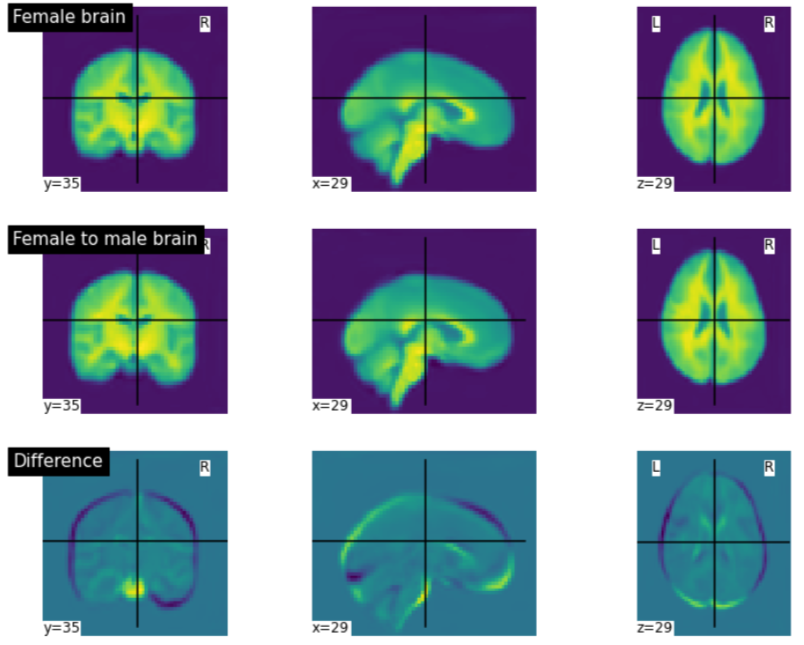 Female brain
R
L
R
y=35
x=29
z=29
Female to male brain
R
L
R
y=35
x=29
z=29
Difference
R
L
R
y=35
x=29
z=29